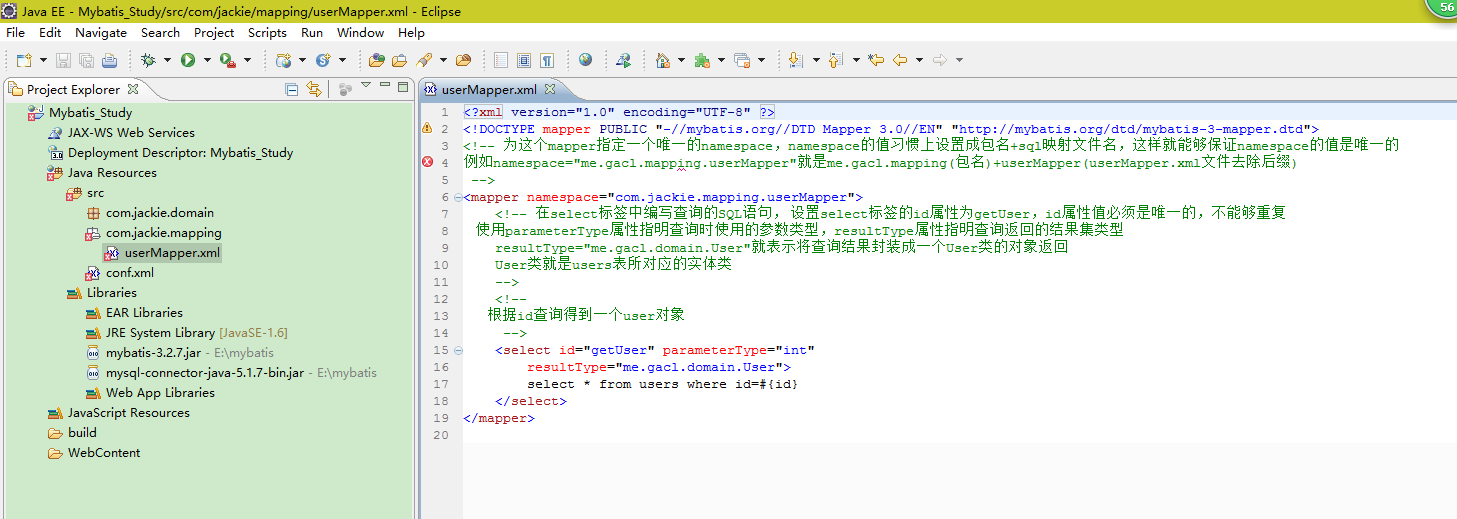 Java EE - Mybatis_Study/src/com/jackie/mapping/userMapper.xml - Eclipse
56
File Edit Navigate Search Project Scripts Run Window Help
Project Explorer
Mybatis_Study
JAX-WS Web Services
Deployment Descriptor: Mybatis_Study
Java Resources
src
com.jackie.domain
com.jackie.mapping
userMapper.xml
conf.xml
Libraries
EAR Libraries
JRE System Library [JavaSE-1.6]
mybatis-3.2.7.jar - E:\mybatis
mysql-connector-java-5.1.7-bin.jar - E:\mybatis
Web App Libraries
JavaScript Resources
build
WebContent
userMapper.xml
1 <?xml version="1.0" encoding="UTF-8" ?>
2 <!DOCTYPE mapper PUBLIC "-//mybatis.org//DTD Mapper 3.0//EN" "http://mybatis.org/dtd/mybatis-3-mapper.dtd">
3 <!-- 为这个mapper指定一个唯一的namespace，namespace的值习惯上设置成包名+sql映射文件名，这样就能够保证namespace的值是唯一的
4 例如namespace="me.gacl.mapping.userMapper"就是me.gacl.mapping(包名)+userMapper(userMapper.xml文件去除后缀)
5 -->
6 <mapper namespace="com.jackie.mapping.userMapper">
7 <!-- 在select标签中编写查询的SQL语句，设置select标签的id属性为getUser，id属性值必须是唯一的，不能够重复
8 使用parameterType属性指明查询时使用的参数类型，resultType属性指明查询返回的结果集类型
9 resultType="me.gacl.domain.User"就表示将查询结果封装成一个User类的对象返回
10 User类就是users表所对应的实体类
11 -->
12 <!--
13 根据id查询得到一个user对象
14 -->
15 <select id="getUser" parameterType="int"
16 resultType="me.gacl.domain.User">
17 select * from users where id=#{id}
18 </select>
19 </mapper>
20